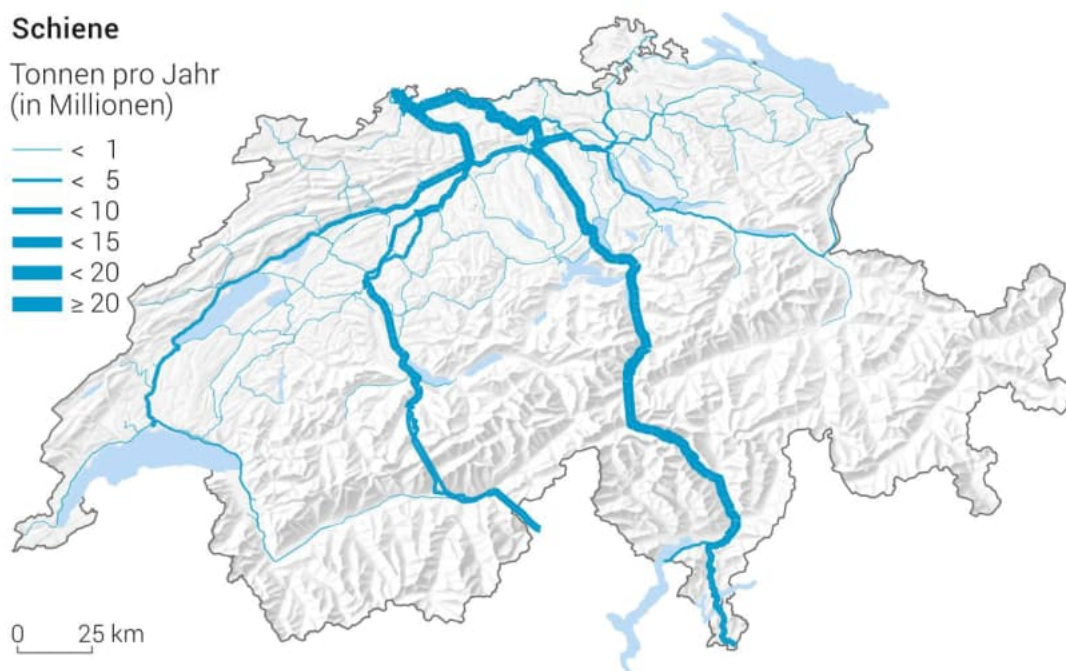 Schiene
Tonnen pro Jahr
(in Millionen)
< 1
< 5
< 10
< 15
< 20
≥ 20
0 25 km